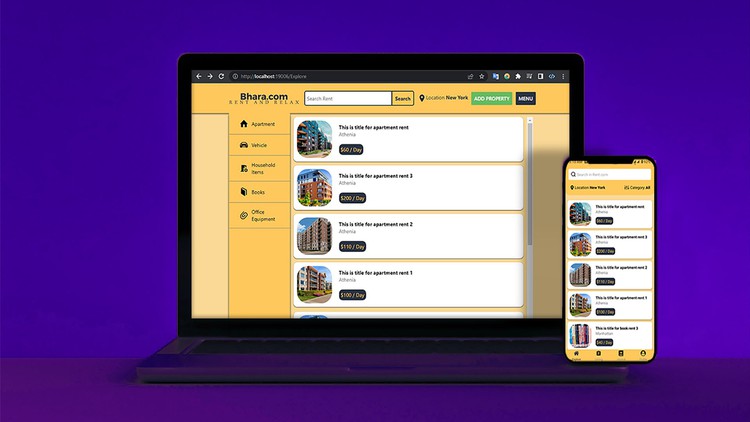 http://localhost:19006/Explore
Bhara.com
RENT AND RELAX
Search Rent
Search
Location New York
ADD PROPERTY
MENU
Apartment
Vehicle
Household
Items
Books
Office
Equipment
This is title for apartment rent
Athenia
$60 / Day
This is title for apartment rent 3
Athenia
$200 / Day
This is title for apartment rent 2
Athenia
$110 / Day
This is title for apartment rent 1
Athenia
$100 / Day
Location New York
Category All
This is title for apartment rent
Athenia
$60 / Day
This is title for apartment rent 3
Athenia
$200 / Day
This is title for apartment rent 2
Athenia
$110 / Day
This is title for apartment rent 1
Athenia
$100 / Day
This is title for book rent 3
Manhattan
$40 / Day